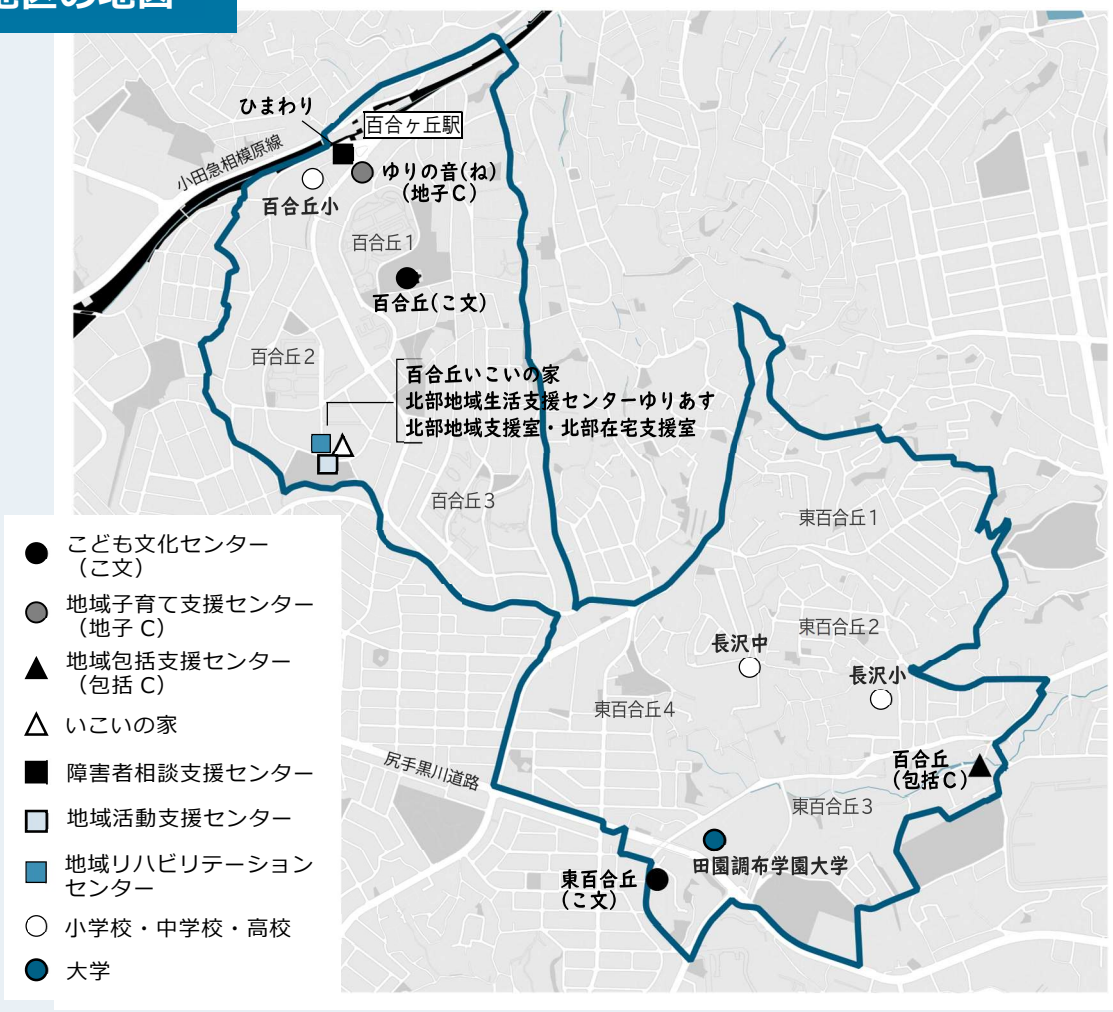 地区の地図
ひまわり
百合ヶ丘駅
小田急相模原線
ゆりの音(ね)
(地子C)
百合丘小
百合丘1
百合丘(こ文)
百合丘2
百合丘いこいの家
北部地域生活支援センターゆりあす
北部地域支援室・北部在宅支援室
百合丘3
東百合丘1
東百合丘2
長沢中
長沢小
東百合丘4
百合丘
(包括C)
尻手黒川道路
東百合丘3
田園調布学園大学
東百合丘
(こ文)
こども文化センター
(こ文)
地域子育て支援センター
(地子 C)
地域包括支援センター
(包括 C)
いこいの家
障害者相談支援センター
地域活動支援センター
地域リハビリテーション
センター
小学校・中学校・高校
大学